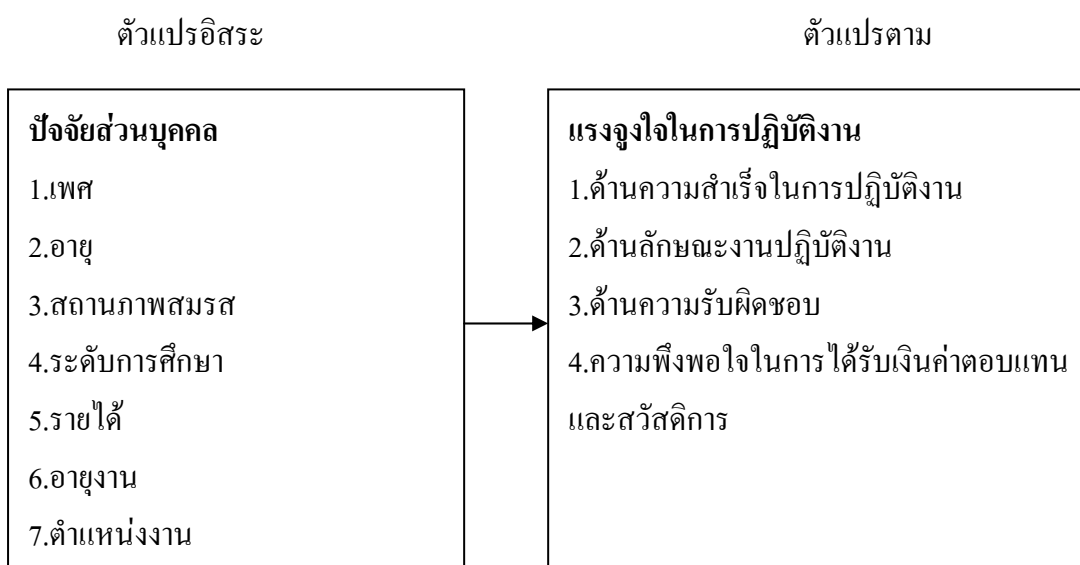 ตัวแปรอิสระ
ตัวแปรตาม
ปัจจัยส่วนบุคคล
1.เพศ
2.อายุ
3.สถานภาพสมรส
4.ระดับการศึกษา
5.รายได้
6.อายุงาน
7.ตำแหน่งงาน
แรงจูงใจในการปฏิบัติงาน
1.ด้านความสำเร็จในการปฏิบัติงาน
2.ด้านลักษณะงานปฏิบัติงาน
3.ด้านความรับผิดชอบ
4.ความพึงพอใจในการได้รับเงินค่าตอบแทน
และสวัสดิการ